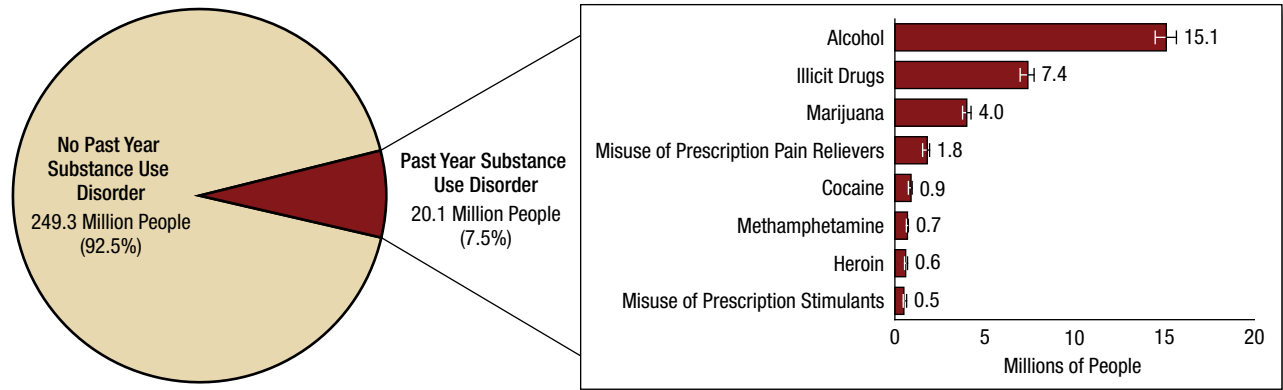 No Past Year
Substance Use
Disorder
249.3 Million People
(92.5%)
Past Year Substance
Use Disorder
20.1 Million People
(7.5%)
Alcohol 15.1
Illicit Drugs 7.4
Marijuana 4.0
Misuse of Prescription Pain Relievers 1.8
Cocaine 0.9
Methamphetamine 0.7
Heroin 0.6
Misuse of Prescription Stimulants 0.5
0 5 10 15 20
Millions of People